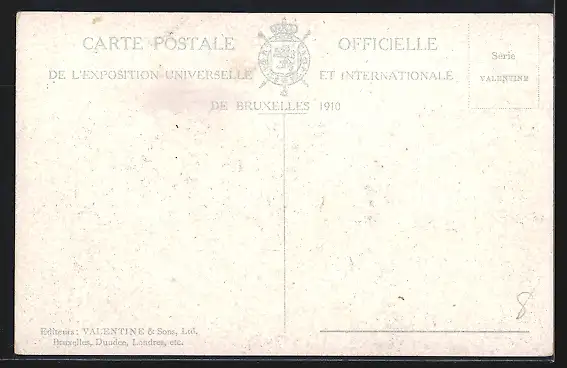 CARTE POSTALE OFFICIELLE
DE L'EXPOSITION UNIVERSELLE ET INTERNATIONALE
DE BRUXELLES 1910
Série
VALENTINE
8
Editeurs: VALENTINE & Sons, Ltd.
Bruxelles, Dundee, Londres, etc.